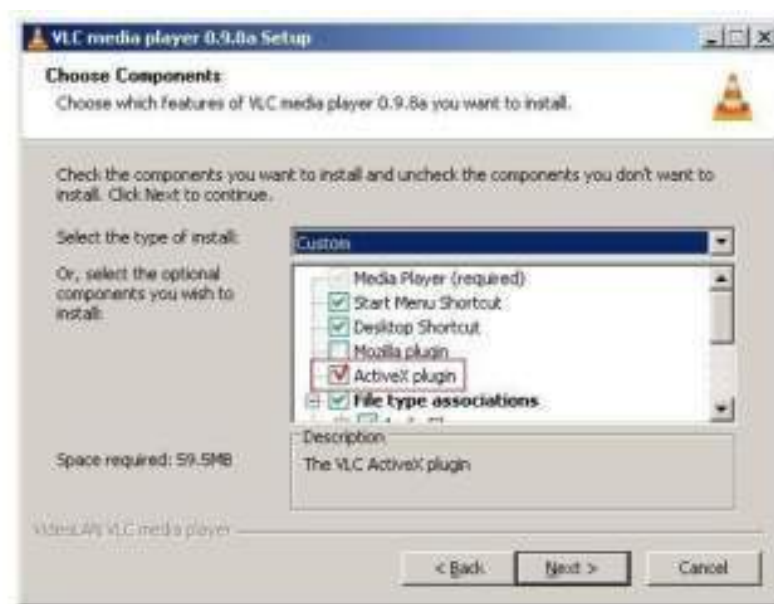 VLC media player 0.9.8a Setup
Choose Components
Choose which features of VLC media player 0.9.8a you want to install.
Check the components you want to install and uncheck the components you don't want to
install. Click Next to continue.
Select the type of install:
Custom
Or, select the optional
components you wish to
install:
Media Player (required)
Start Menu Shortcut
Desktop Shortcut
Mozilla plugin
ActiveX plugin
File type associations
Space required: 59.5MB
Description
The VLC ActiveX plugin
VideoLAN VLC media player
< Back
Next >
Cancel